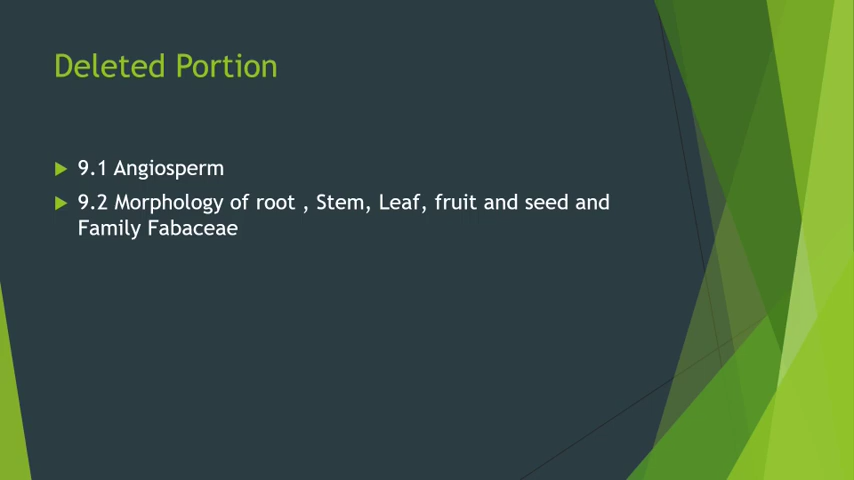 Deleted Portion
9.1 Angiosperm
9.2 Morphology of root , Stem, Leaf, fruit and seed and
Family Fabaceae